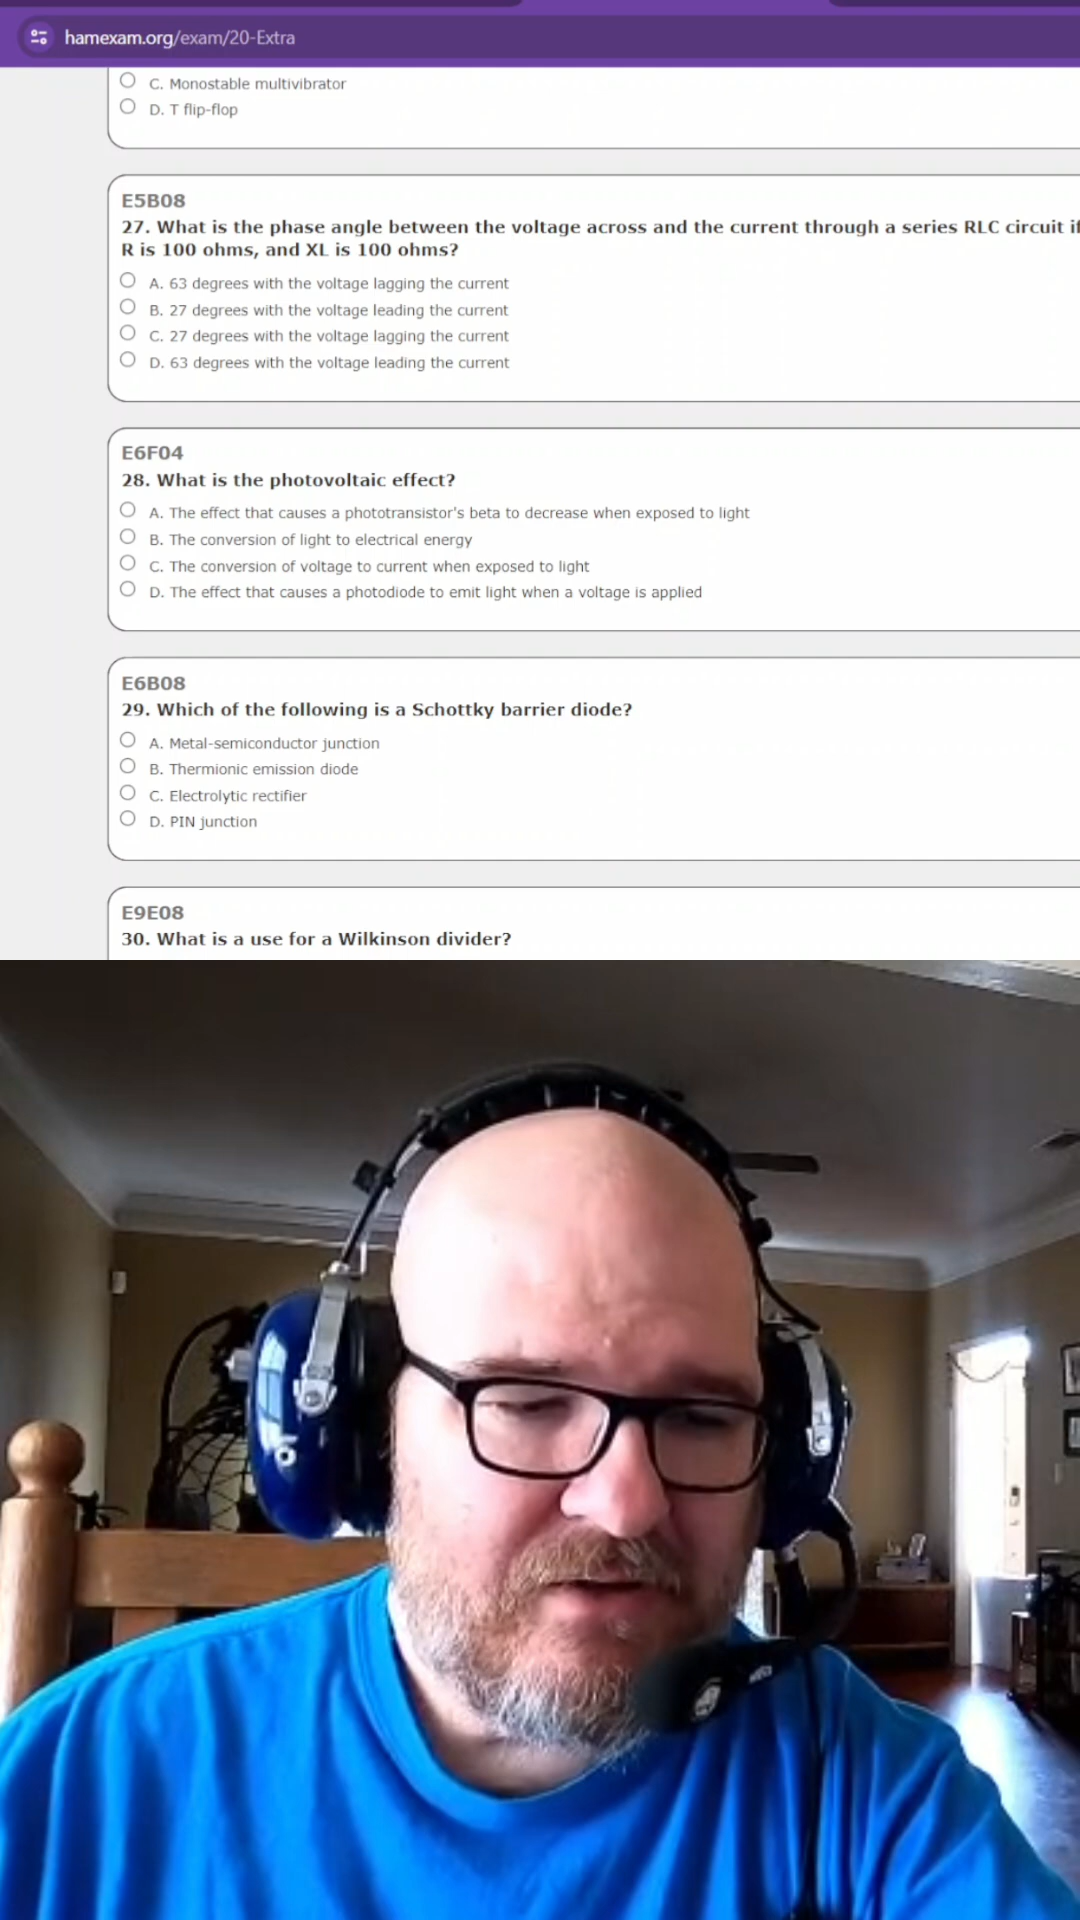 hamexam.org/exam/20-Extra
C. Monostable multivibrator
D. T flip-flop
E5B08
27. What is the phase angle between the voltage across and the current through a series RLC circuit if
R is 100 ohms, and XL is 100 ohms?
A. 63 degrees with the voltage lagging the current
B. 27 degrees with the voltage leading the current
C. 27 degrees with the voltage lagging the current
D. 63 degrees with the voltage leading the current
E6F04
28. What is the photovoltaic effect?
A. The effect that causes a phototransistor's beta to decrease when exposed to light
B. The conversion of light to electrical energy
C. The conversion of voltage to current when exposed to light
D. The effect that causes a photodiode to emit light when a voltage is applied
E6B08
29. Which of the following is a Schottky barrier diode?
A. Metal-semiconductor junction
B. Thermionic emission diode
C. Electrolytic rectifier
D. PIN junction
E9E08
30. What is a use for a Wilkinson divider?